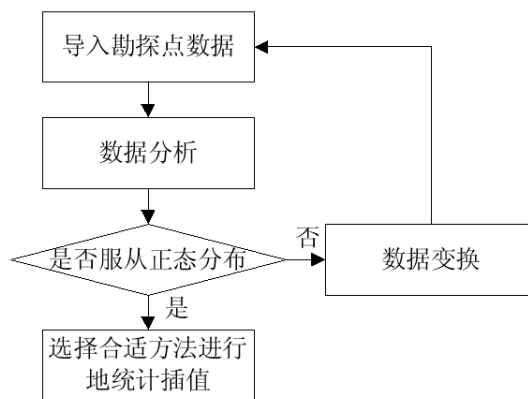 导入勘探点数据
数据分析
是否服从正态分布
否
数据变换
是
选择合适方法进行
地统计插值